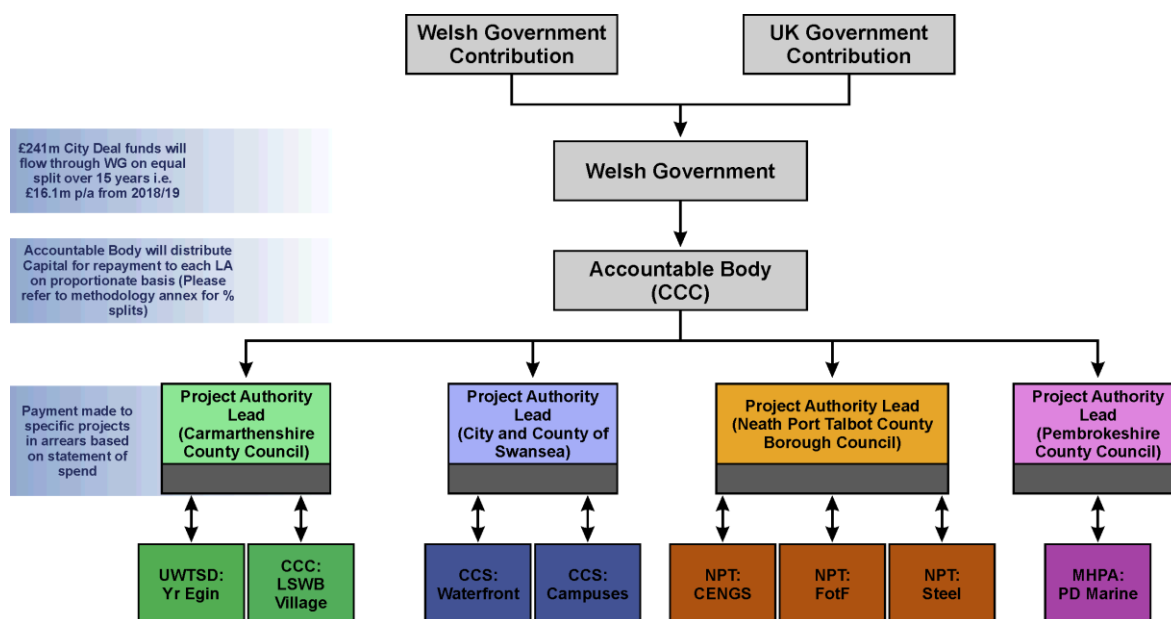 Welsh Government
Contribution
UK Government
Contribution
£241m City Deal funds will
flow through WG on equal
split over 15 years i.e.
£16.1m p/a from 2018/19
Welsh Government
Accountable Body will distribute
Capital for repayment to each LA
on proportionate basis (Please
refer to methodology annex for %
splits)
Accountable Body
(CCC)
Payment made to
specific projects
in arrears based
on statement of
spend
Project Authority
Lead
(Carmarthenshire
County Council)
Project Authority
Lead
(City and County of
Swansea)
Project Authority Lead
(Neath Port Talbot County
Borough Council)
Project Authority
Lead
(Pembrokeshire
County Council)
UWTSD:
Yr Egin
CCC:
LSWB
Village
CCS:
Waterfront
CCS:
Campuses
NPT:
CENGS
NPT:
FotF
NPT:
Steel
MHPA:
PD Marine